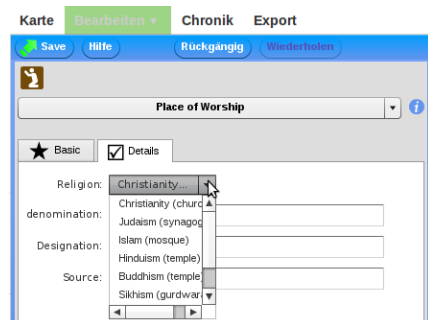 Karte Bearbeiten Chronik Export
Save Hilfe Rückgängig Wiederholen
Place of Worship
Basic Details
Religion: Christianity...
Christianity (churc
denomination:
Judaism (synagog
Islam (mosque)
Designation:
Hinduism (temple)
Source: Buddhism (temple
Sikhism (gurdwar